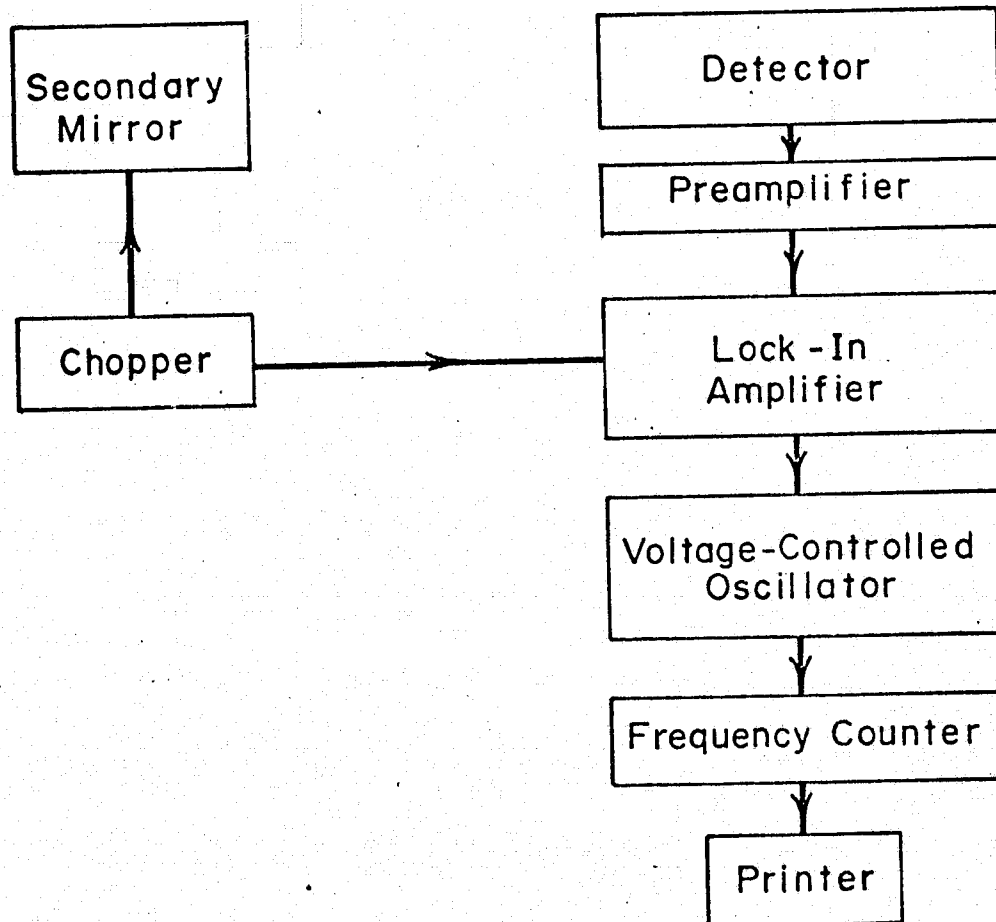 Secondary
Mirror
Chopper
Detector
Preamplifier
Lock-In
Amplifier
Voltage-Controlled
Oscillator
Frequency Counter
Printer